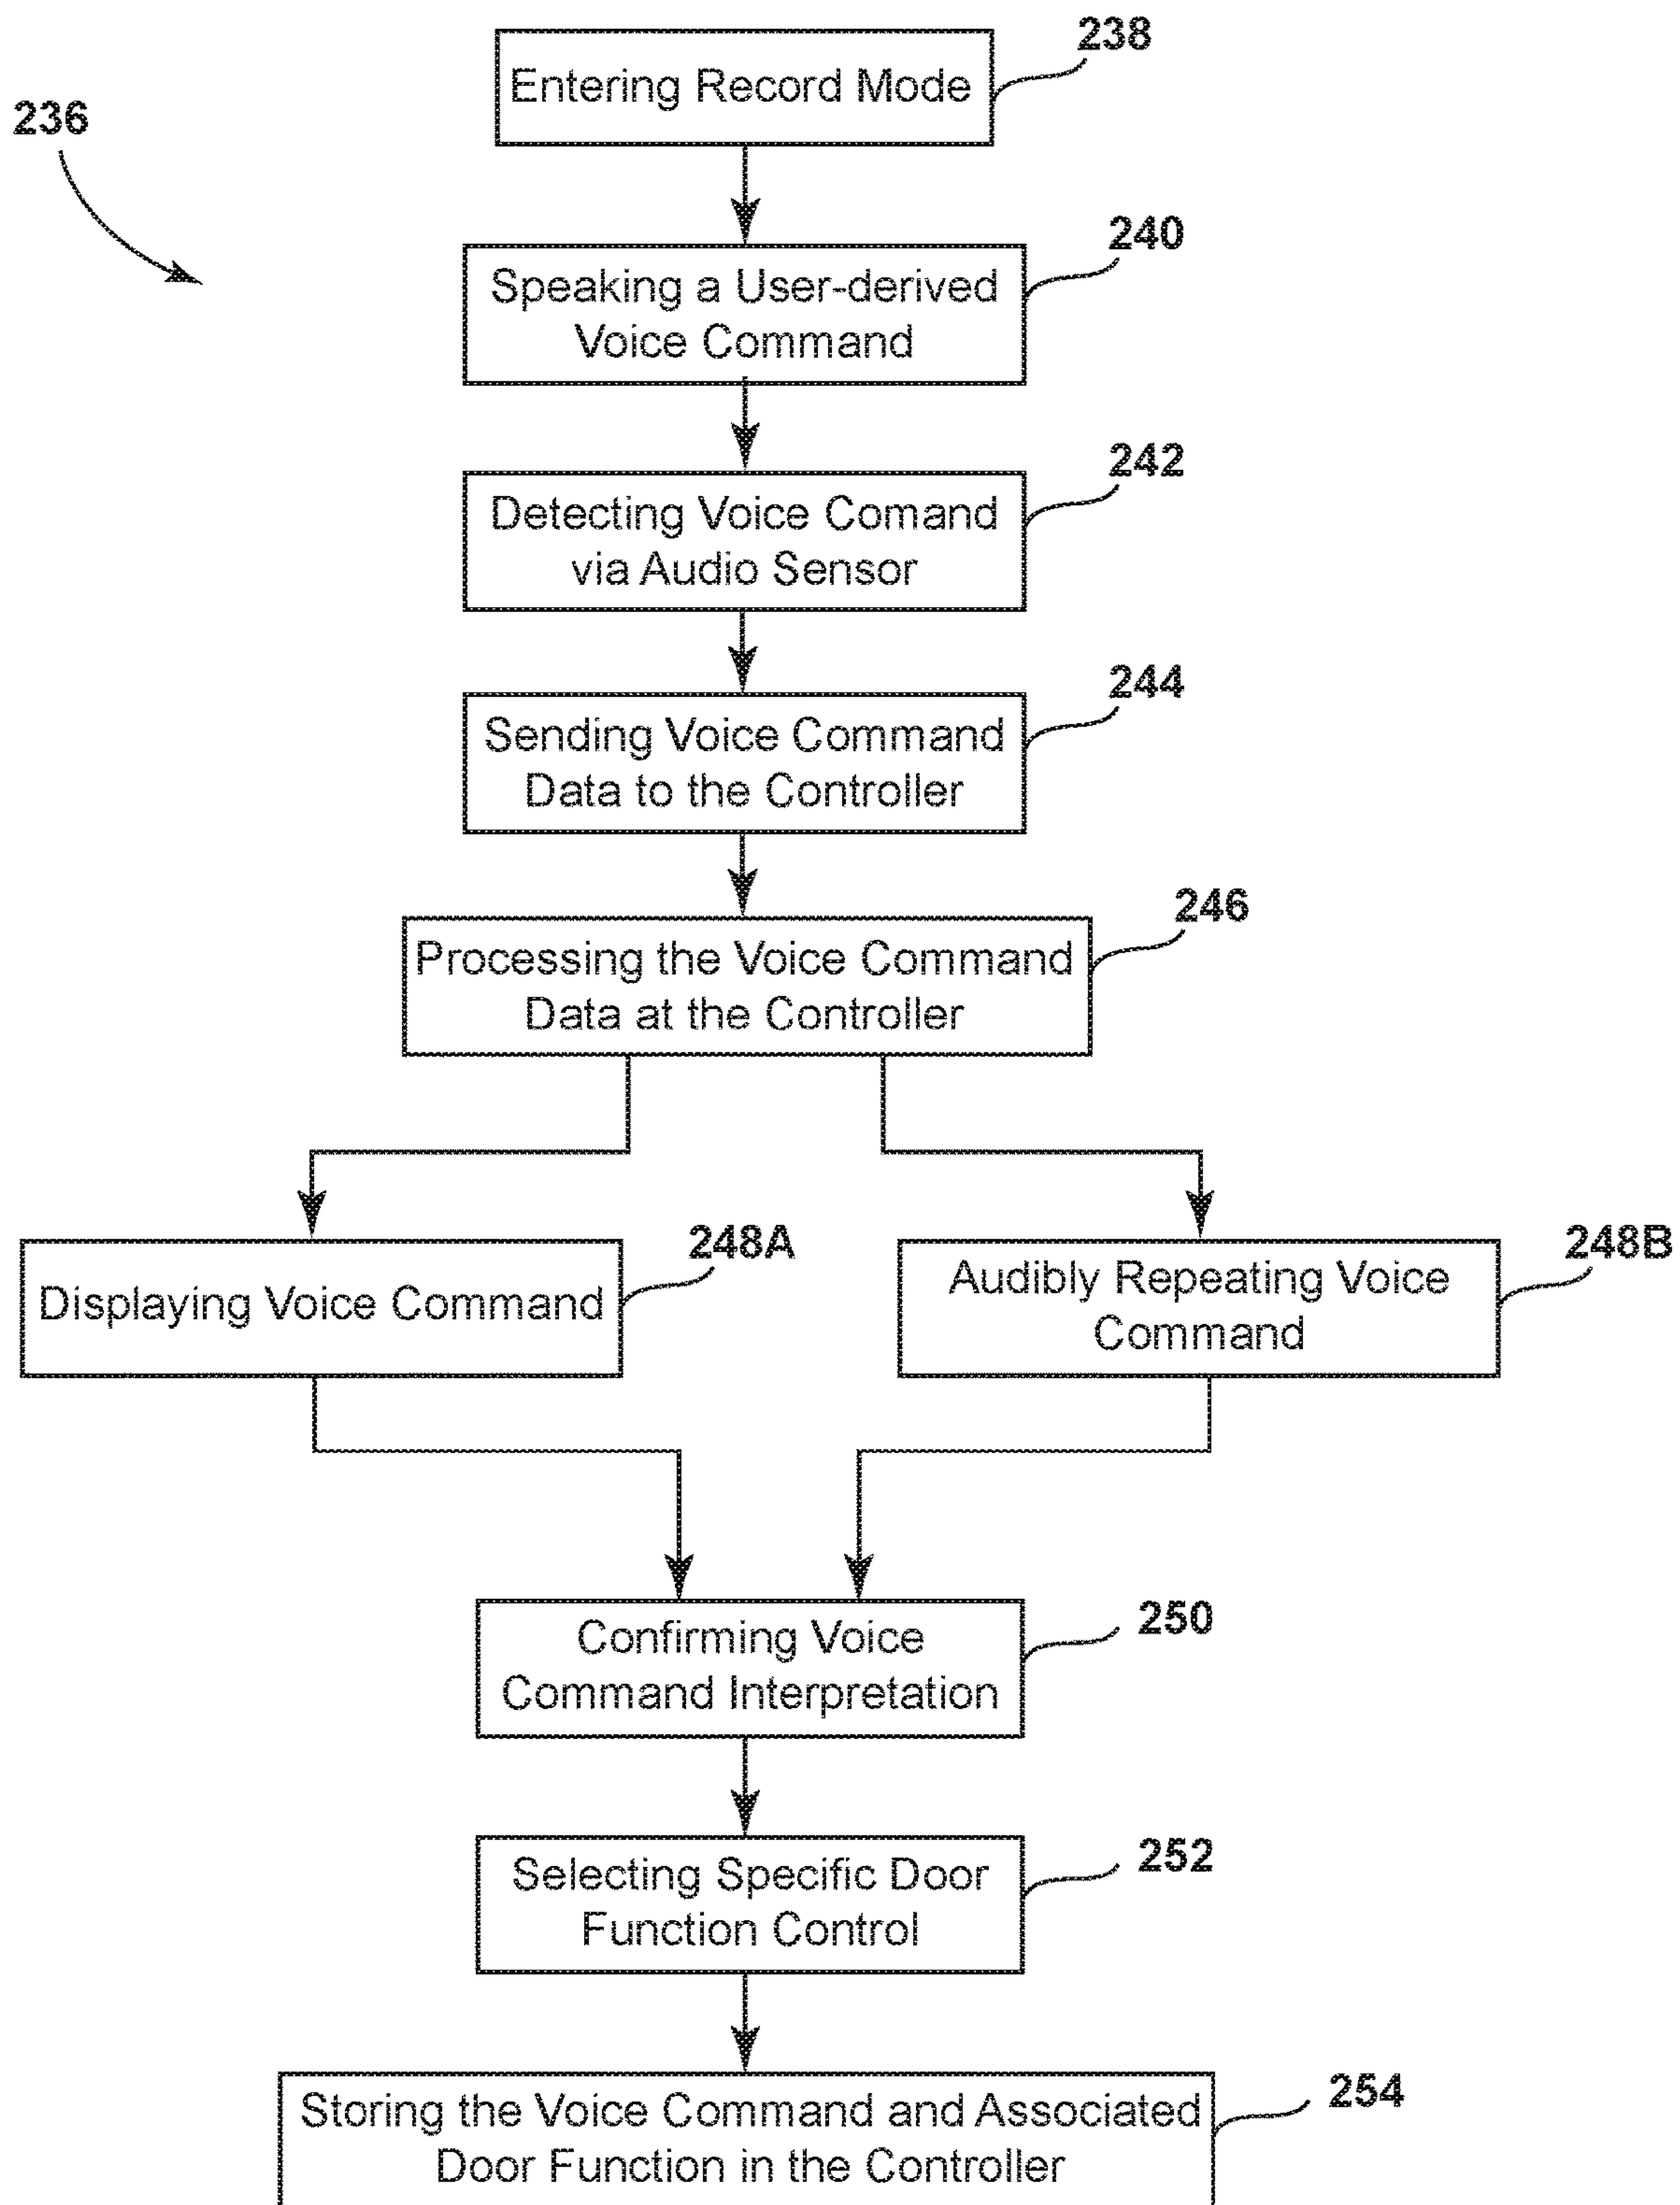 238
Entering Record Mode
236
240
Speaking a User-derived
Voice Command
242
Detecting Voice Comand
via Audio Sensor
244
Sending Voice Command
Data to the Controller
246
Processing the Voice Command
Data at the Controller
248A
Displaying Voice Command
248B
Audibly Repeating Voice
Command
250
Confirming Voice
Command Interpretation
252
Selecting Specific Door
Function Control
254
Storing the Voice Command and Associated
Door Function in the Controller